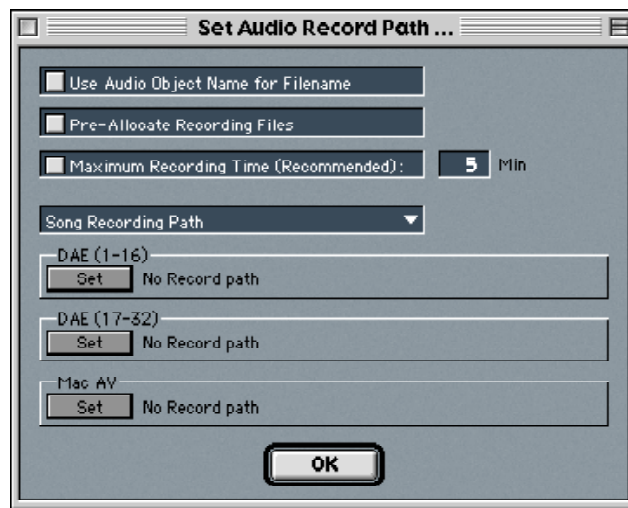 Set Audio Record Path ...
Use Audio Object Name for Filename
Pre-Allocate Recording Files
Maximum Recording Time (Recommended): 5 Min
Song Recording Path
DAE (1-16)
Set No Record path
DAE (17-32)
Set No Record path
Mac AV
Set No Record path
OK